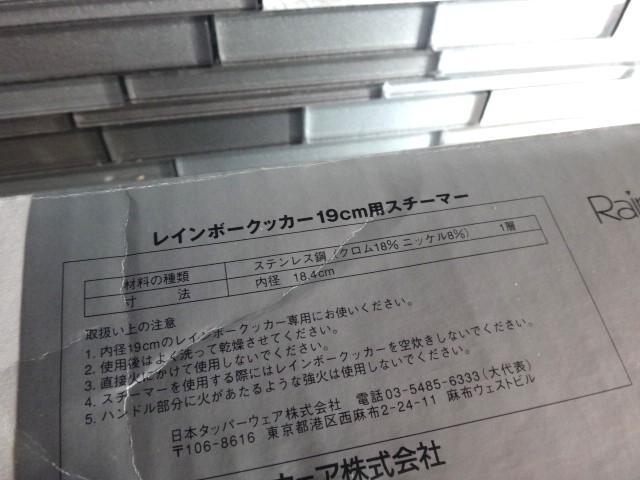 レインボークッカー19cm用スチーマー
材料の種類 ステンレス鋼(クロム18% ニッケル8%) 1層
寸 法 内径 18.4cm
取扱い上の注意
1. 内径19cmのレインボークッカー専用にお使いください。
2. 使用後はよく洗って乾燥させてください。
3. 直接火にかけて使用しないでください。
4. スチーマーを使用する際にはレインボークッカーを空炊きしないでください。
5. ハンドル部分に火があたるような強火は使用しないでください。
日本タッパーウェア株式会社 電話03-5485-6333(大代表)
〒106-8616 東京都港区西麻布2-24-11 麻布ウェストビル
ウェア株式会社